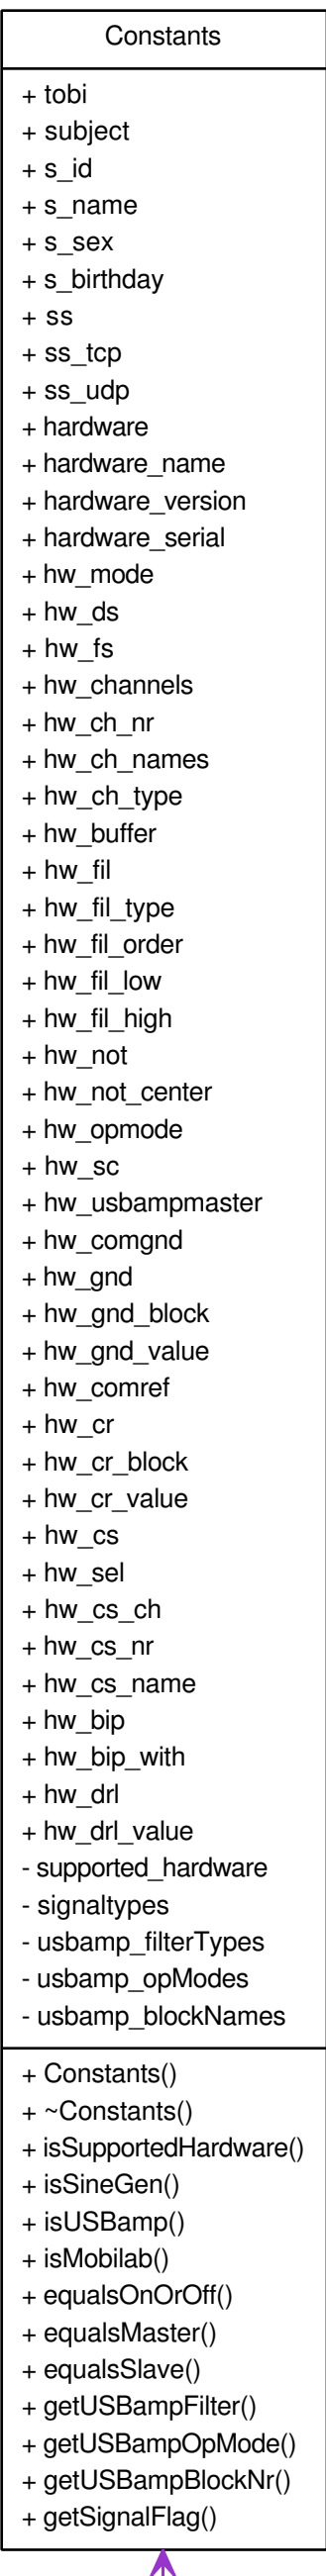 Constants
+ tobi
+ subject
+ s_id
+ s_name
+ s_sex
+ s_birthday
+ ss
+ ss_tcp
+ ss_udp
+ hardware
+ hardware_name
+ hardware_version
+ hardware_serial
+ hw_mode
+ hw_ds
+ hw_fs
+ hw_channels
+ hw_ch_nr
+ hw_ch_names
+ hw_ch_type
+ hw_buffer
+ hw_fil
+ hw_fil_type
+ hw_fil_order
+ hw_fil_low
+ hw_fil_high
+ hw_not
+ hw_not_center
+ hw_opmode
+ hw_sc
+ hw_usbampmaster
+ hw_comgnd
+ hw_gnd
+ hw_gnd_block
+ hw_gnd_value
+ hw_comref
+ hw_cr
+ hw_cr_block
+ hw_cr_value
+ hw_cs
+ hw_sel
+ hw_cs_ch
+ hw_cs_nr
+ hw_cs_name
+ hw_bip
+ hw_bip_with
+ hw_drl
+ hw_drl_value
- supported_hardware
- signaltypes
- usbamp_filterTypes
- usbamp_opModes
- usbamp_blockNames
+ Constants()
+ ~Constants()
+ isSupportedHardware()
+ isSineGen()
+ isUSBamp()
+ isMobilab()
+ equalsOnOrOff()
+ equalsMaster()
+ equalsSlave()
+ getUSBampFilter()
+ getUSBampOpMode()
+ getUSBampBlockNr()
+ getSignalFlag()